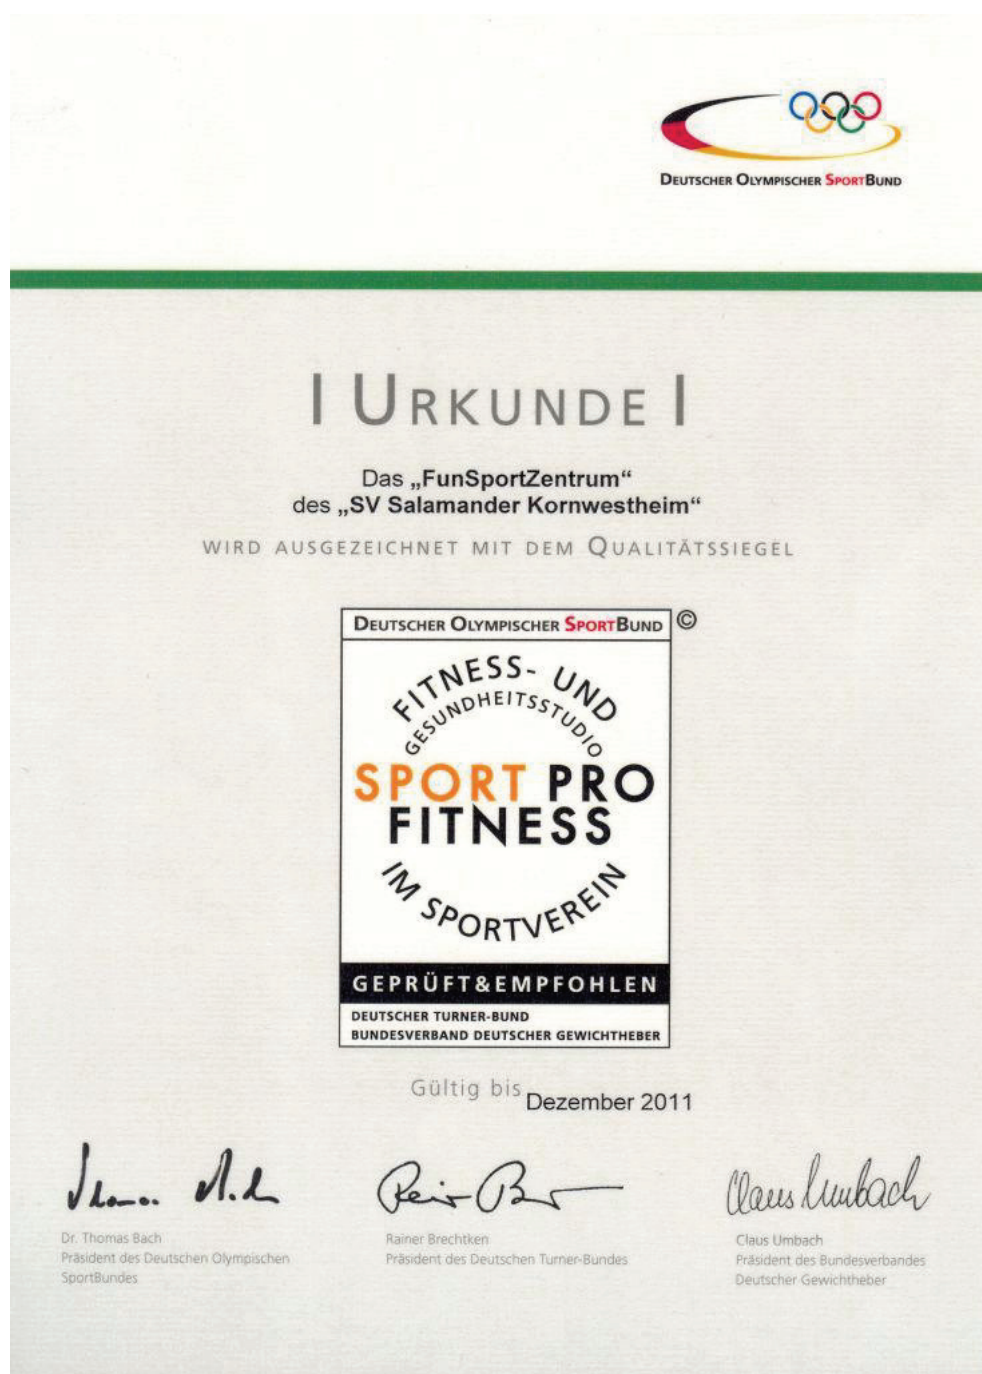 DEUTSCHER OLYMPISCHER SPORTBUND
| URKUNDE |
Das „FunSportZentrum“
des „SV Salamander Kornwestheim“
WIRD AUSGEZEICHNET MIT DEM QUALITÄTSSIEGEL
DEUTSCHER OLYMPISCHER SPORTBUND ©
FITNESS- UND
GESUNDHEITSSTUDIO
SPORT PRO
FITNESS
IM SPORTVEREIN
GEPRÜFT&EMPFOHLEN
DEUTSCHER TURNER-BUND
BUNDESVERBAND DEUTSCHER GEWICHTHEBER
Gültig bis Dezember 2011
Claus Umbach
Dr. Thomas Bach
Präsident des Deutschen Olympischen
SportBundes
Rainer Brechtken
Präsident des Deutschen Turner-Bundes
Claus Umbach
Präsident des Bundesverbandes
Deutscher Gewichtheber